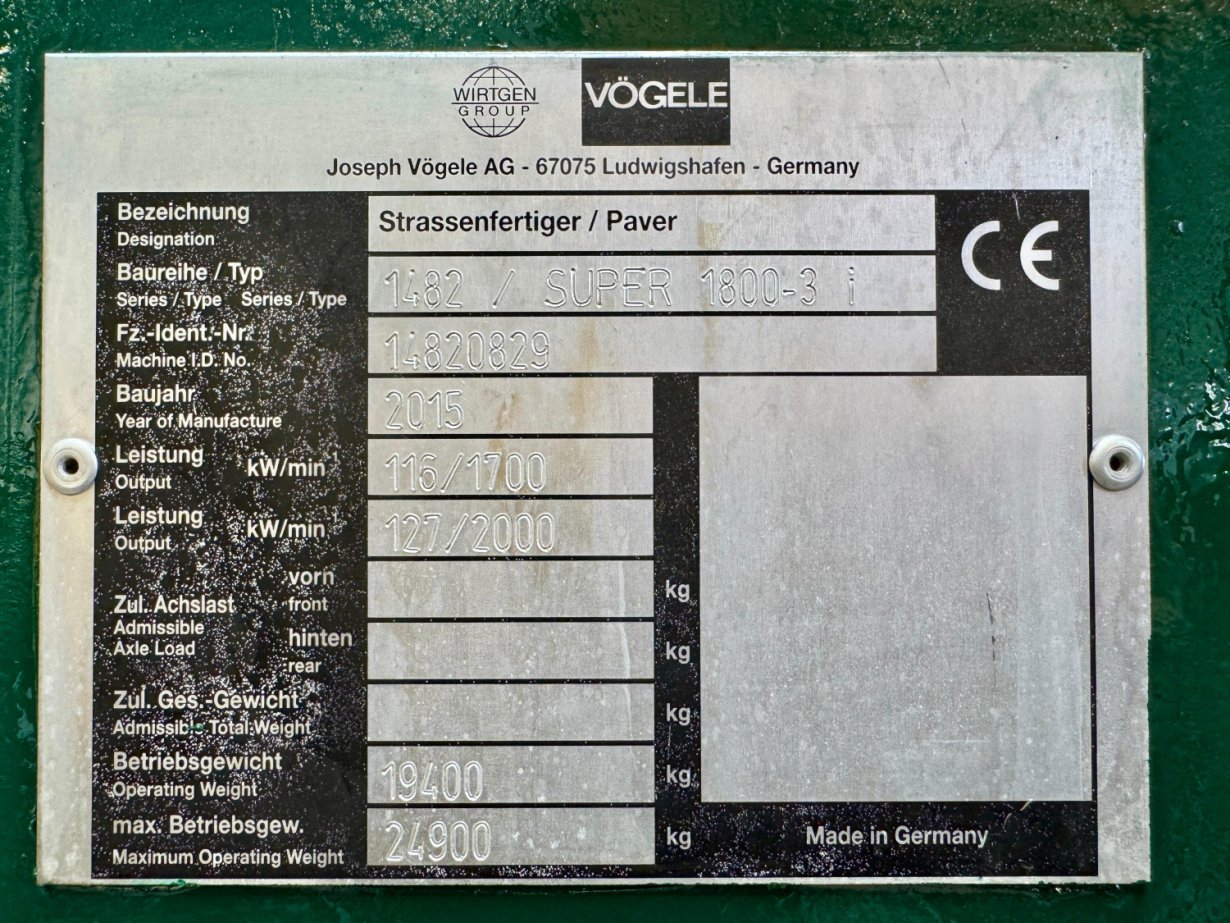 WIRTGEN
GROUP
VÖGELE
Joseph Vögele AG - 67075 Ludwigshafen - Germany
Bezeichnung
Designation
Strassenfertiger / Paver
CE
Baureihe / Typ
Series / Type Series / Type
1482 / SUPER 1800-3 i
Fz.-Ident.-Nr.
Machine I.D. No.
14820829
Baujahr
Year of Manufacture
2015
Leistung
Output
kW/min⁻¹
116/1700
Leistung
Output
kW/min⁻¹
127/2000
Zul. Achslast
Admissible
Axle Load
vorn
front
kg
hinten
rear
kg
Zul. Ges.-Gewicht
Admissible Total Weight
kg
Betriebsgewicht
Operating Weight
19400
kg
max. Betriebsgew.
Maximum Operating Weight
24900
kg
Made in Germany